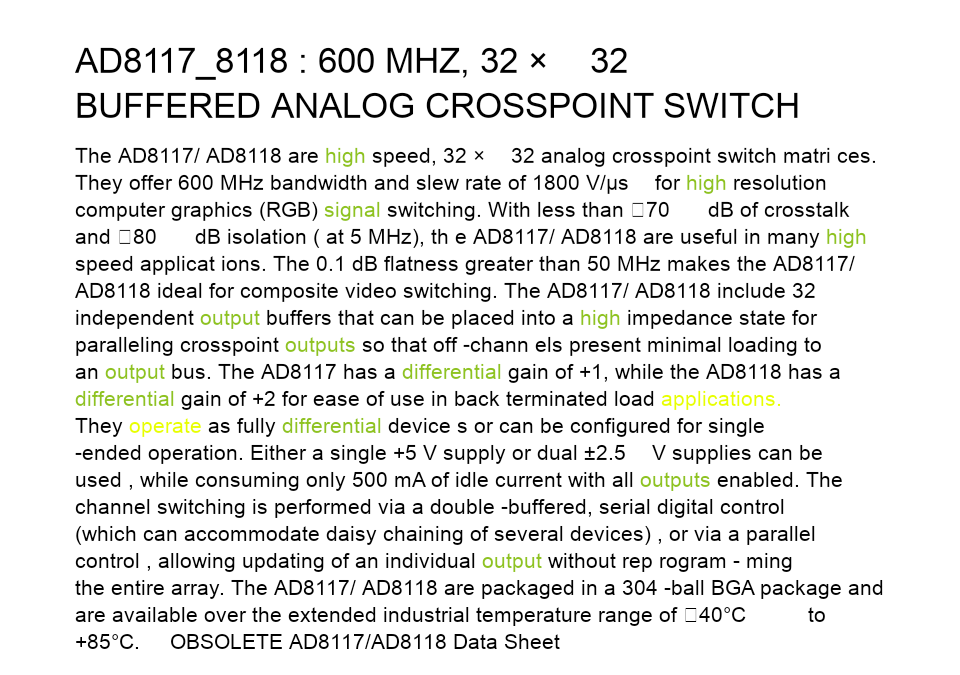 AD8117_8118 : 600 MHZ, 32 × 32
BUFFERED ANALOG CROSSPOINT SWITCH
The AD8117/ AD8118 are high speed, 32 × 32 analog crosspoint switch matri ces.
They offer 600 MHz bandwidth and slew rate of 1800 V/µs for high resolution
computer graphics (RGB) signal switching. With less than □70 dB of crosstalk
and □80 dB isolation ( at 5 MHz), th e AD8117/ AD8118 are useful in many high
speed applicat ions. The 0.1 dB flatness greater than 50 MHz makes the AD8117/
AD8118 ideal for composite video switching. The AD8117/ AD8118 include 32
independent output buffers that can be placed into a high impedance state for
paralleling crosspoint outputs so that off -chann els present minimal loading to
an output bus. The AD8117 has a differential gain of +1, while the AD8118 has a
differential gain of +2 for ease of use in back terminated load applications.
They operate as fully differential device s or can be configured for single
-ended operation. Either a single +5 V supply or dual ±2.5 V supplies can be
used , while consuming only 500 mA of idle current with all outputs enabled. The
channel switching is performed via a double -buffered, serial digital control
(which can accommodate daisy chaining of several devices) , or via a parallel
control , allowing updating of an individual output without rep rogram - ming
the entire array. The AD8117/ AD8118 are packaged in a 304 -ball BGA package and
are available over the extended industrial temperature range of □40°C to
+85°C. OBSOLETE AD8117/AD8118 Data Sheet